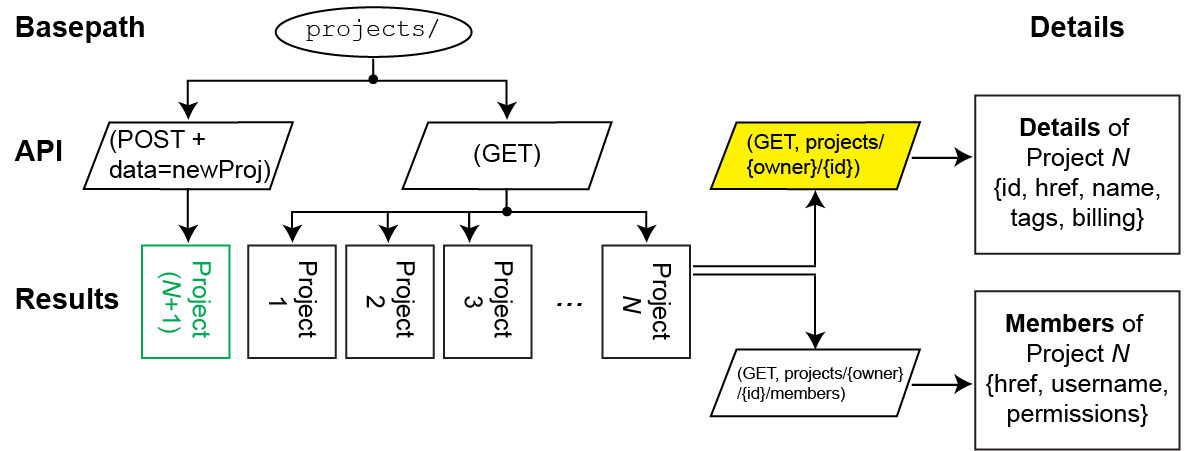 Basepath
projects/
Details
API
(POST +
data=newProj)
(GET)
(GET, projects/
{owner}/{id})
Details of
Project N
{id, href, name,
tags, billing}
Results
Project
(N+1)
Project
1
Project
2
Project
3
...
Project
N
(GET, projects/{owner}
/{id}/members)
Members of
Project N
{href, username,
permissions}